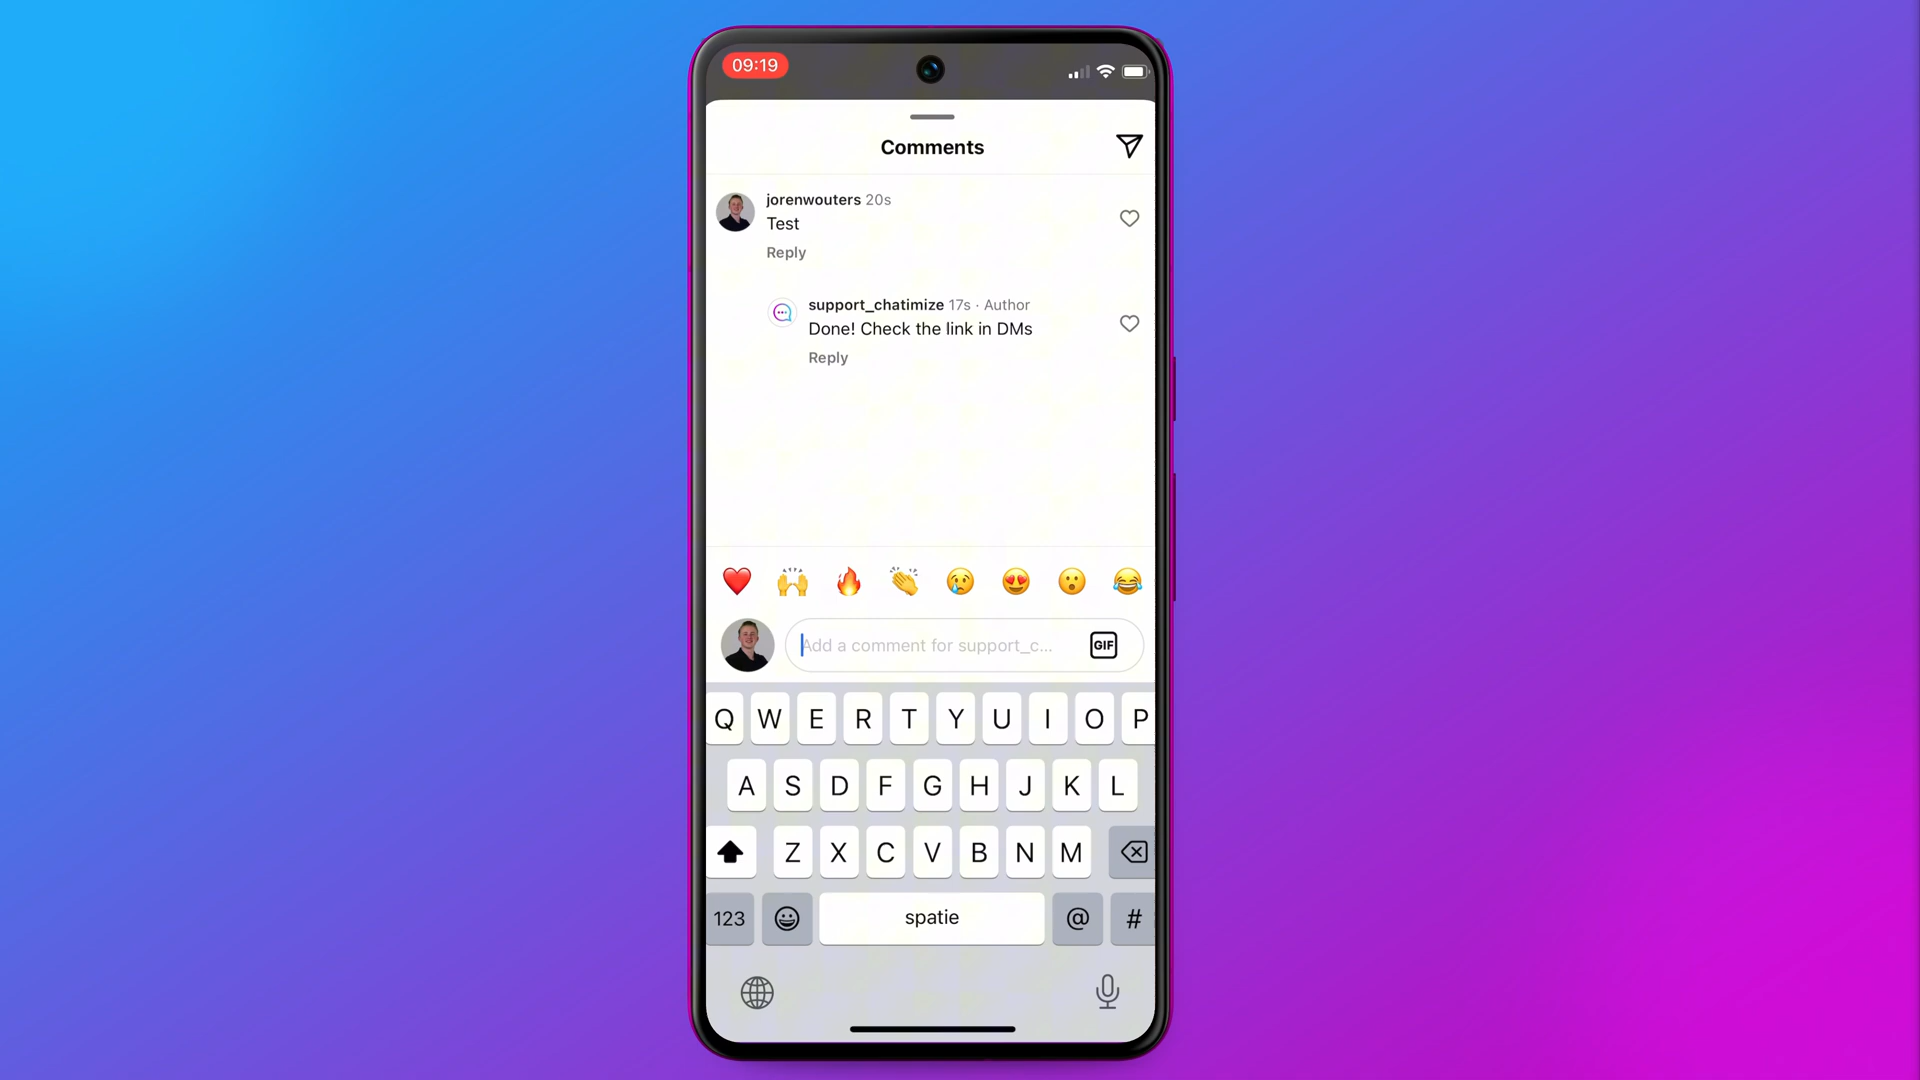 09:19
Comments
jorenwouters 20s
Test
Reply
support_chatimize 17s · Author
Done! Check the link in DMs
Reply
Add a comment for support_c...
GIF
Q W E R T Y U I O P
A S D F G H J K L
Z X C V B N M
123 spatie @ #